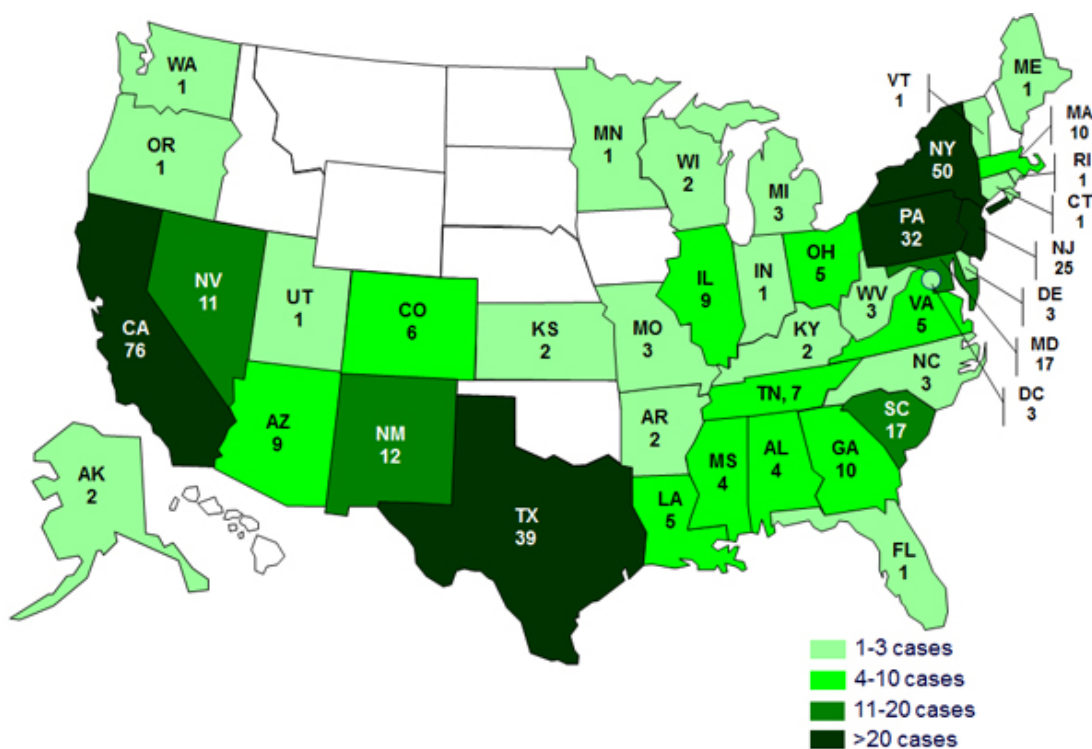 WA
1
OR
1
CA
76
NV
11
UT
1
AZ
9
CO
6
NM
12
KS
2
TX
39
MN
1
WI
2
MI
3
IL
9
IN
1
OH
5
MO
3
KY
2
WV
3
VA
5
TN, 7
NC
3
AR
2
SC
17
MS
4
AL
4
GA
10
LA
5
FL
1
AK
2
NY
50
PA
32
VT
1
ME
1
MA
10
RI
1
CT
1
NJ
25
DE
3
MD
17
DC
3
1-3 cases
4-10 cases
11-20 cases
>20 cases